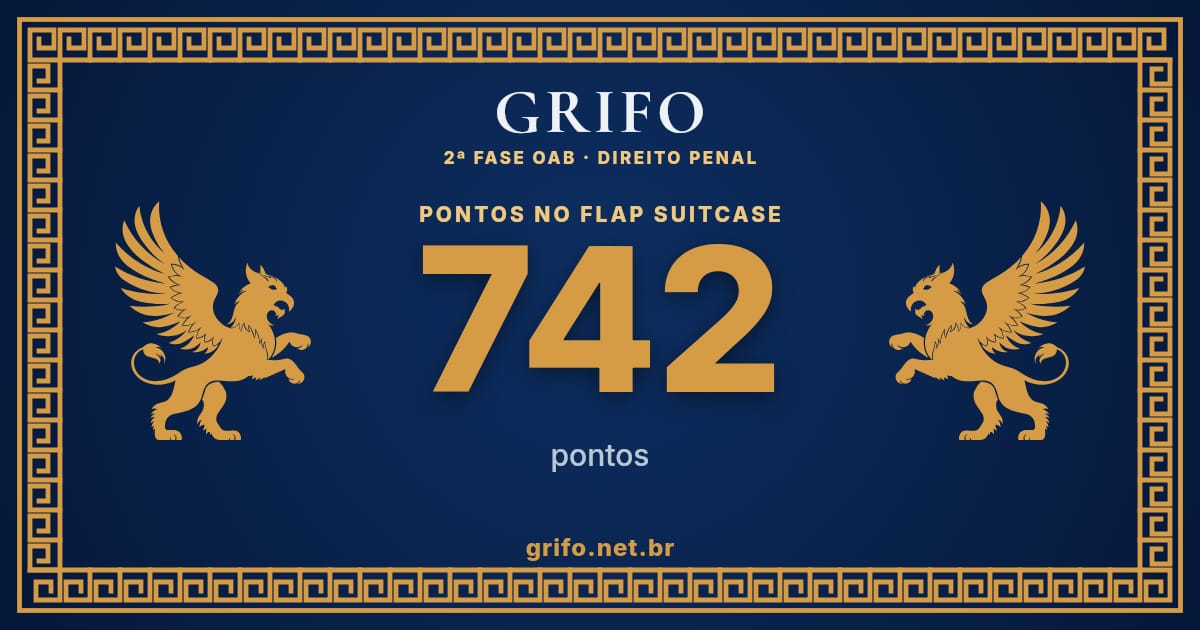 GRIFO
2ª FASE OAB · DIREITO PENAL
PONTOS NO FLAP SUITCASE
742
pontos
grifo.net.br